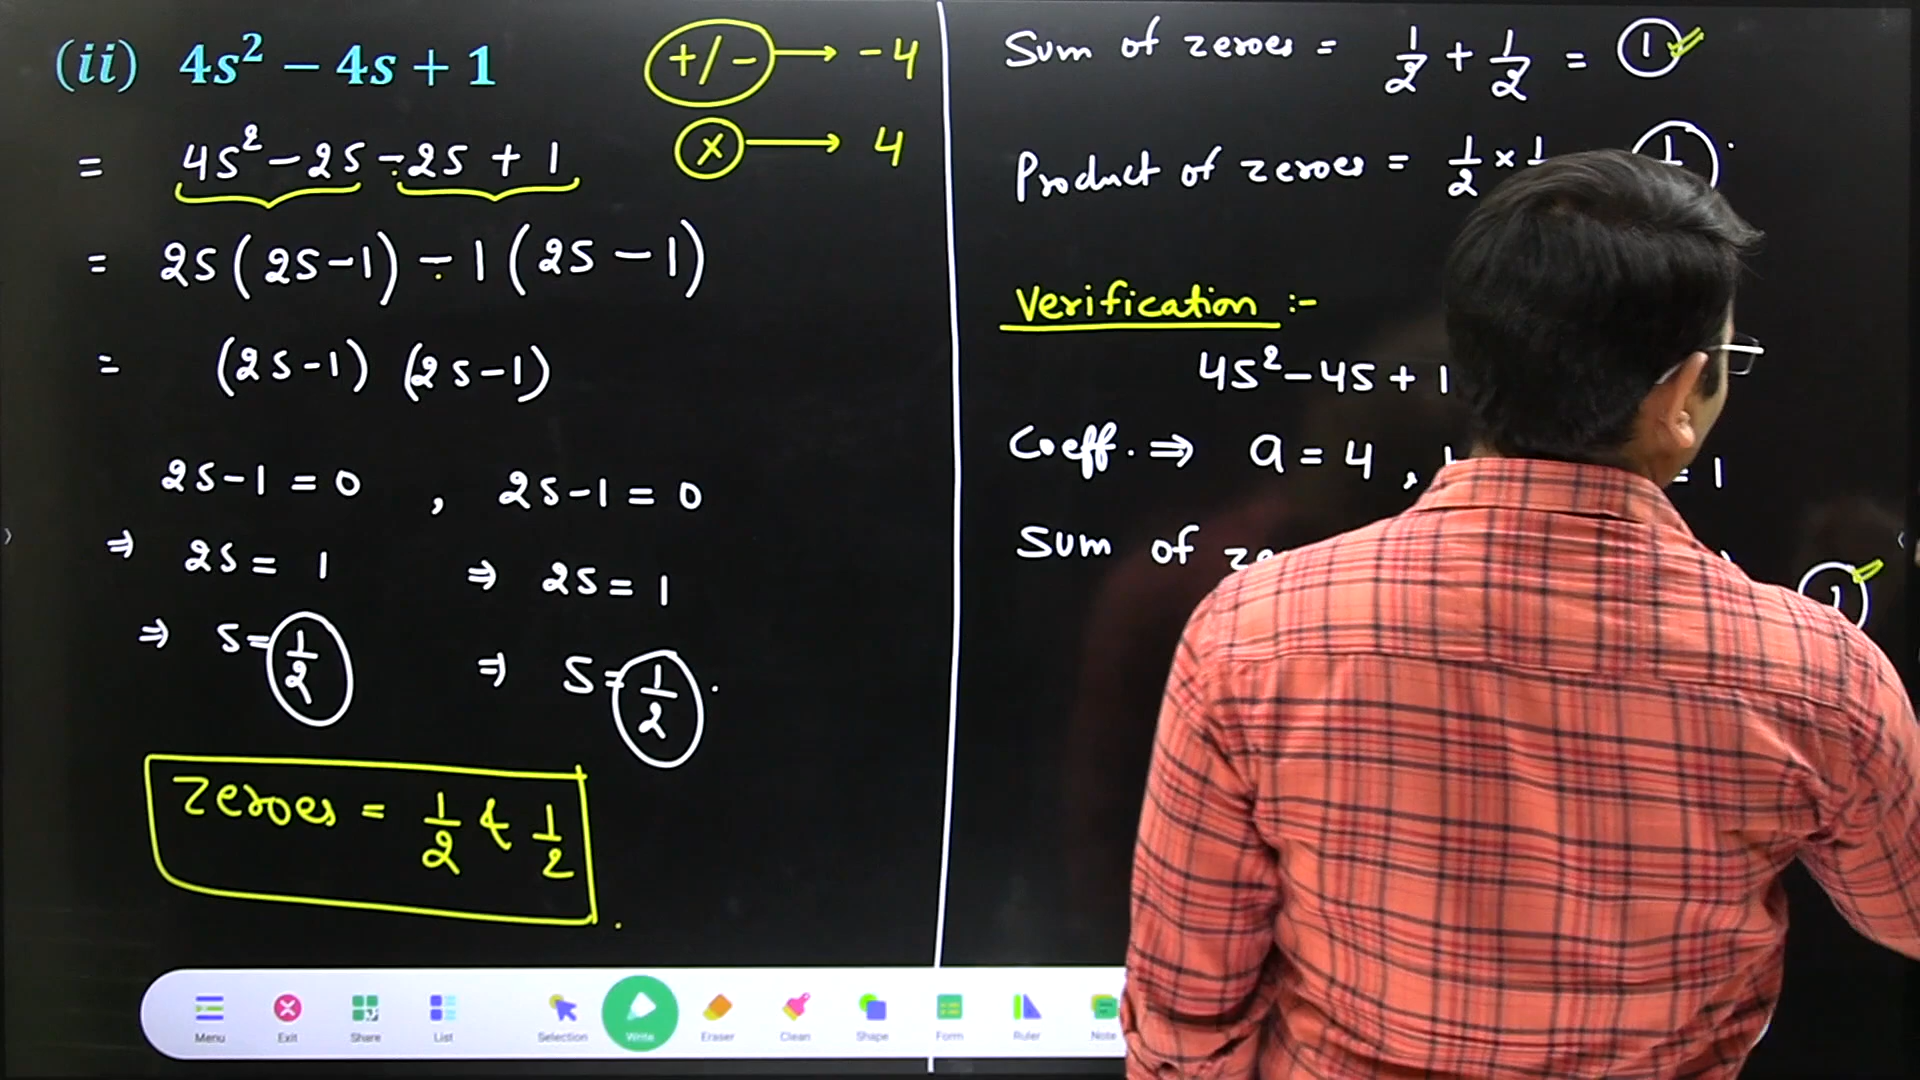 (ii) 4s² − 4s + 1
+/- → -4
× → 4
= 4s² - 2s - 2s + 1
= 2s(2s-1) - 1(2s-1)
= (2s-1) (2s-1)
2s-1 = 0 , 2s-1 = 0
⇒ 2s = 1 ⇒ 2s = 1
⇒ s = 1/2 ⇒ s = 1/2 .
Zeroes = 1/2 & 1/2
Sum of zeroes = 1/2 + 1/2 = 1
Product of zeroes = 1/2 × 1
Verification :-
4s² - 4s + 1
Coeff. ⇒ a = 4 , = 1
Sum of
1
Menu Exit Share List Selection Write Eraser Clean Shape Form Ruler Note